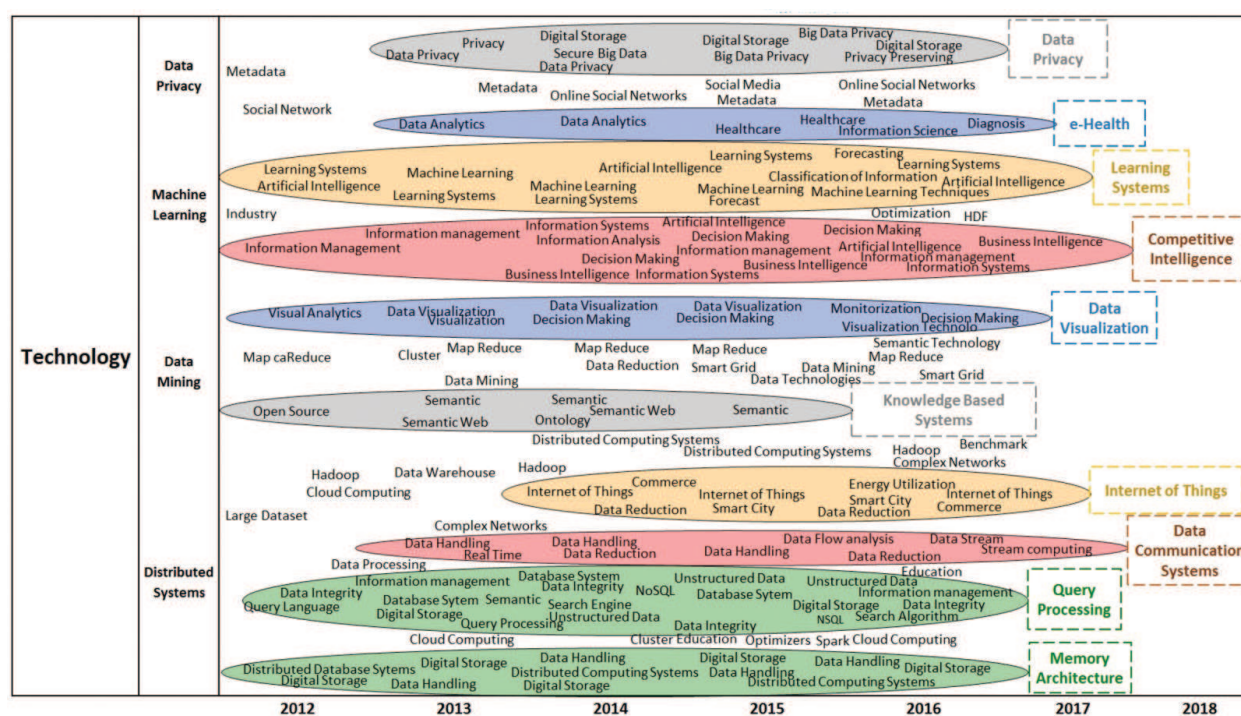 Technology
Data
Privacy
Machine
Learning
Data
Mining
Distributed
Systems
Digital Storage
Big Data Privacy
Privacy
Digital Storage
Digital Storage
Data Privacy
Secure Big Data
Big Data Privacy
Privacy Preserving
Data Privacy
Data
Privacy
Metadata
Metadata
Social Media
Online Social Networks
Online Social Networks
Metadata
Metadata
Social Network
Data Analytics
Data Analytics
Healthcare
Healthcare
Information Science
Diagnosis
e-Health
Learning Systems
Forecasting
Learning Systems
Machine Learning
Artificial Intelligence
Learning Systems
Classification of Information
Artificial Intelligence
Artificial Intelligence
Learning Systems
Machine Learning
Machine Learning
Machine Learning Techniques
Learning Systems
Forecast
Learning
Systems
Industry
Optimization
HDF
Artificial Intelligence
Information Systems
Decision Making
Information management
Information Analysis
Decision Making
Business Intelligence
Information Management
Information management
Artificial Intelligence
Decision Making
Information management
Business Intelligence
Information Systems
Business Intelligence
Information Systems
Competitive
Intelligence
Visual Analytics
Data Visualization
Data Visualization
Data Visualization
Monitorization
Visualization
Decision Making
Decision Making
Decision Making
Visualization Technolo
Data
Visualization
Semantic Technology
Map caReduce
Cluster
Map Reduce
Map Reduce
Map Reduce
Map Reduce
Data Reduction
Smart Grid
Data Mining
Data Mining
Data Technologies
Smart Grid
Semantic
Semantic
Open Source
Semantic Web
Semantic
Semantic Web
Ontology
Knowledge Based
Systems
Distributed Computing Systems
Benchmark
Distributed Computing Systems
Hadoop
Complex Networks
Hadoop
Data Warehouse
Hadoop
Cloud Computing
Commerce
Energy Utilization
Internet of Things
Internet of Things
Internet of Things
Smart City
Data Reduction
Smart City
Data Reduction
Commerce
Internet of Things
Large Dataset
Complex Networks
Data Handling
Data Handling
Data Flow analysis
Data Stream
Real Time
Data Reduction
Data Handling
Data Reduction
Stream computing
Data
Communication
Systems
Data Processing
Education
Information management
Database System
Unstructured Data
Unstructured Data
Data Integrity
Data Integrity
NoSQL
Database Sytem
Information management
Query Language
Database Sytem
Semantic
Search Engine
Digital Storage
Data Integrity
Digital Storage
Unstructured Data
NSQL
Search Algorithm
Query Processing
Data Integrity
Query
Processing
Cloud Computing
Cluster
Education
Optimizers
Spark
Cloud Computing
Digital Storage
Data Handling
Digital Storage
Data Handling
Distributed Database Sytems
Distributed Computing Systems
Data Handling
Digital Storage
Digital Storage
Data Handling
Digital Storage
Distributed Computing Systems
Memory
Architecture
2012
2013
2014
2015
2016
2017
2018